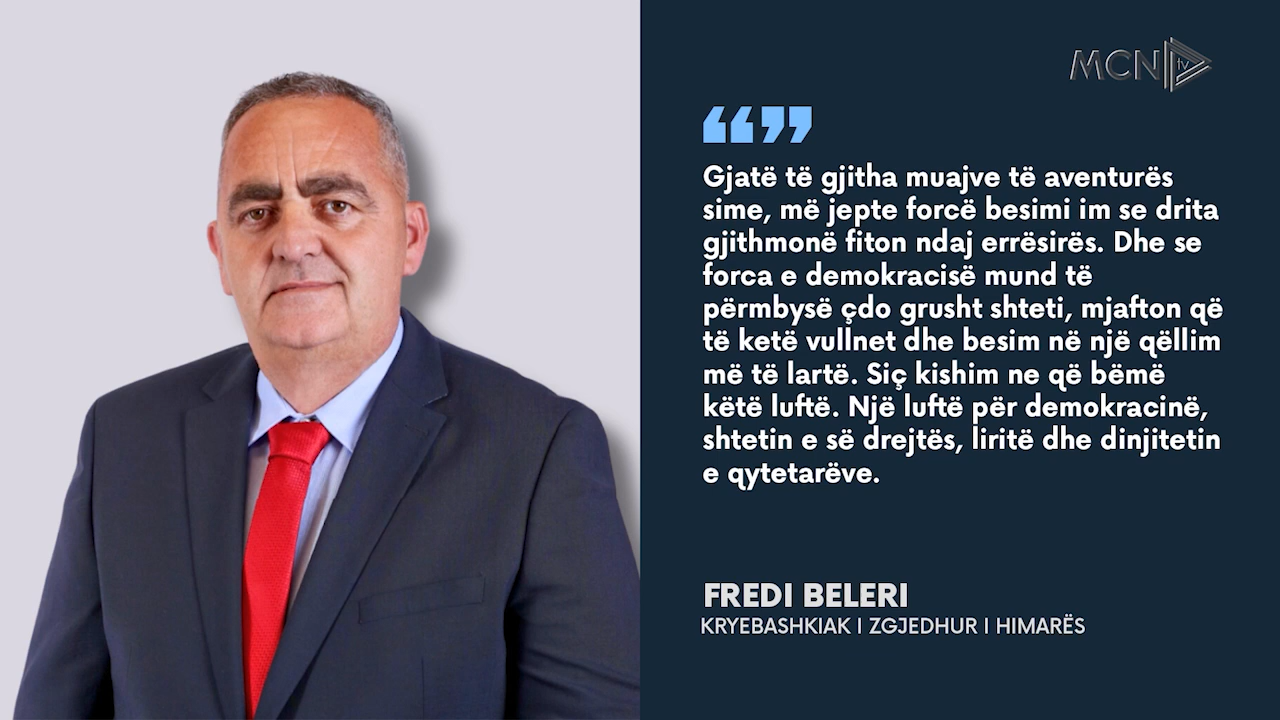 MCN tv
Gjatë të gjitha muajve të aventurës
sime, më jepte forcë besimi im se drita
gjithmonë fiton ndaj errësirës. Dhe se
forca e demokracisë mund të
përmbysë çdo grusht shteti, mjafton që
të ketë vullnet dhe besim në një qëllim
më të lartë. Siç kishim ne që bëmë
këtë luftë. Një luftë për demokracinë,
shtetin e së drejtës, liritë dhe dinjitetin
e qytetarëve.
FREDI BELERI
KRYEBASHKIAK I ZGJEDHUR I HIMARËS